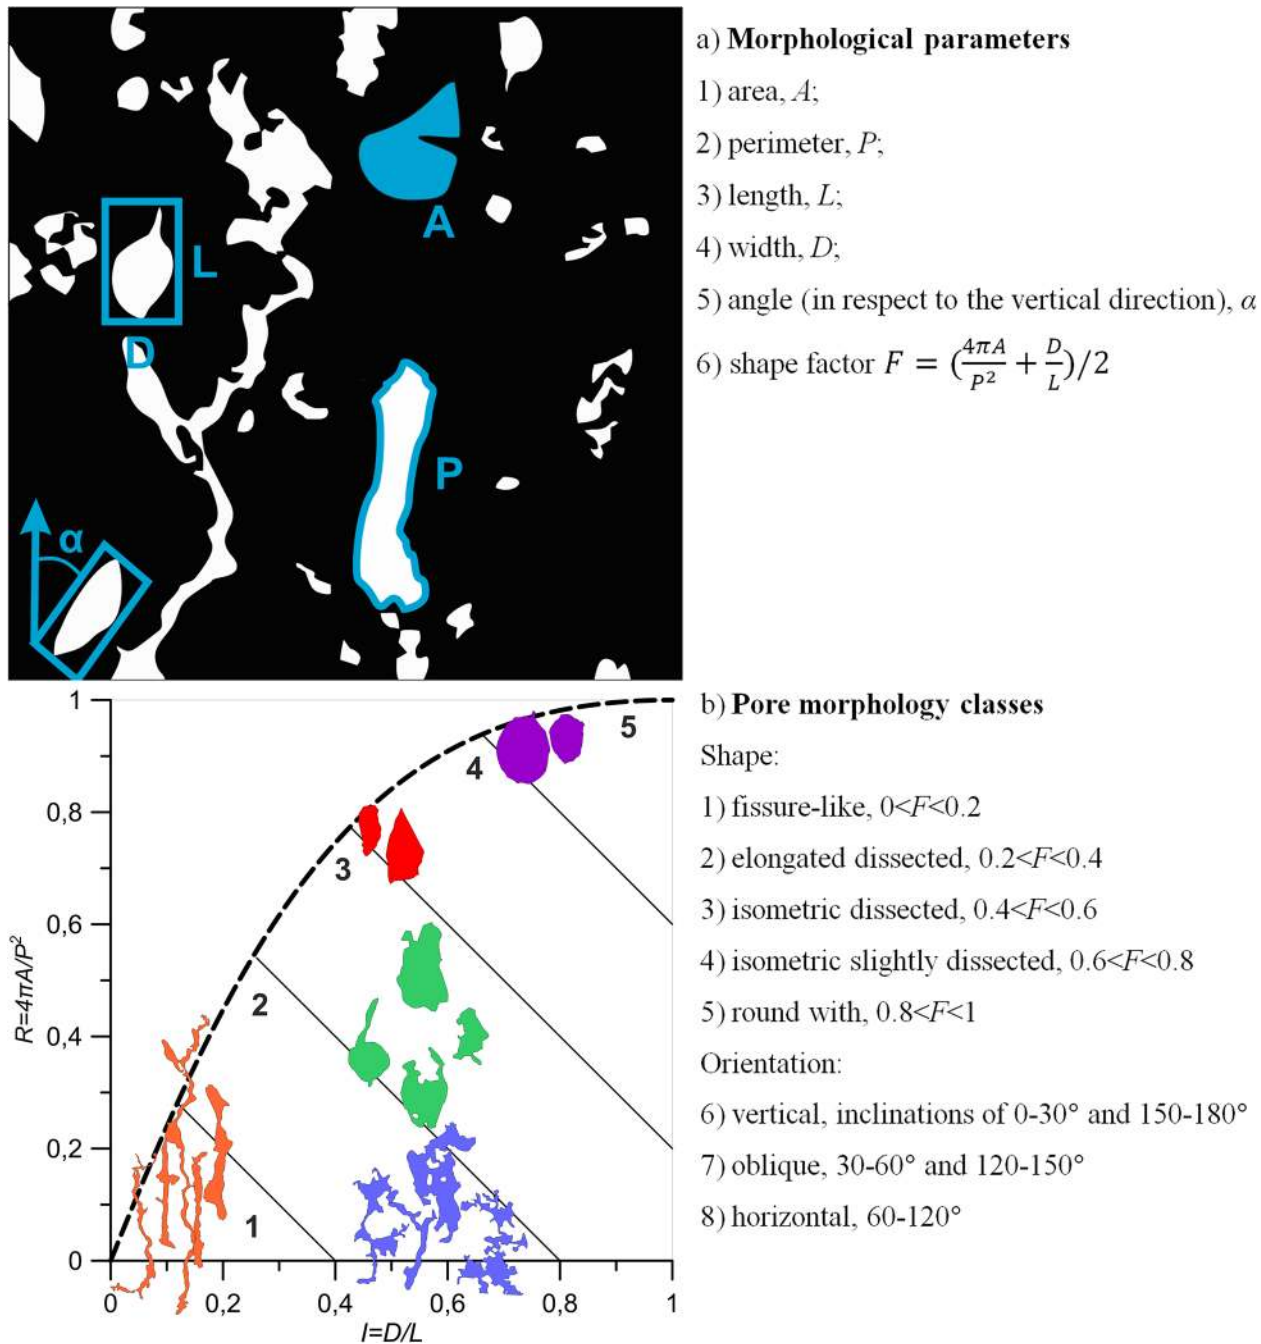 a) Morphological parameters
1) area, A;
2) perimeter, P;
3) length, L;
4) width, D;
5) angle (in respect to the vertical direction), α
6) shape factor F = (4πA/P² + D/L)/2
A
L
D
P
α
b) Pore morphology classes
Shape:
1) fissure-like, 0<F<0.2
2) elongated dissected, 0.2<F<0.4
3) isometric dissected, 0.4<F<0.6
4) isometric slightly dissected, 0.6<F<0.8
5) round with, 0.8<F<1
Orientation:
6) vertical, inclinations of 0-30° and 150-180°
7) oblique, 30-60° and 120-150°
8) horizontal, 60-120°
1
0,8
0,6
0,4
0,2
0
R=4πA/P²
5
4
3
2
1
0 0,2 0,4 0,6 0,8 1
I=D/L